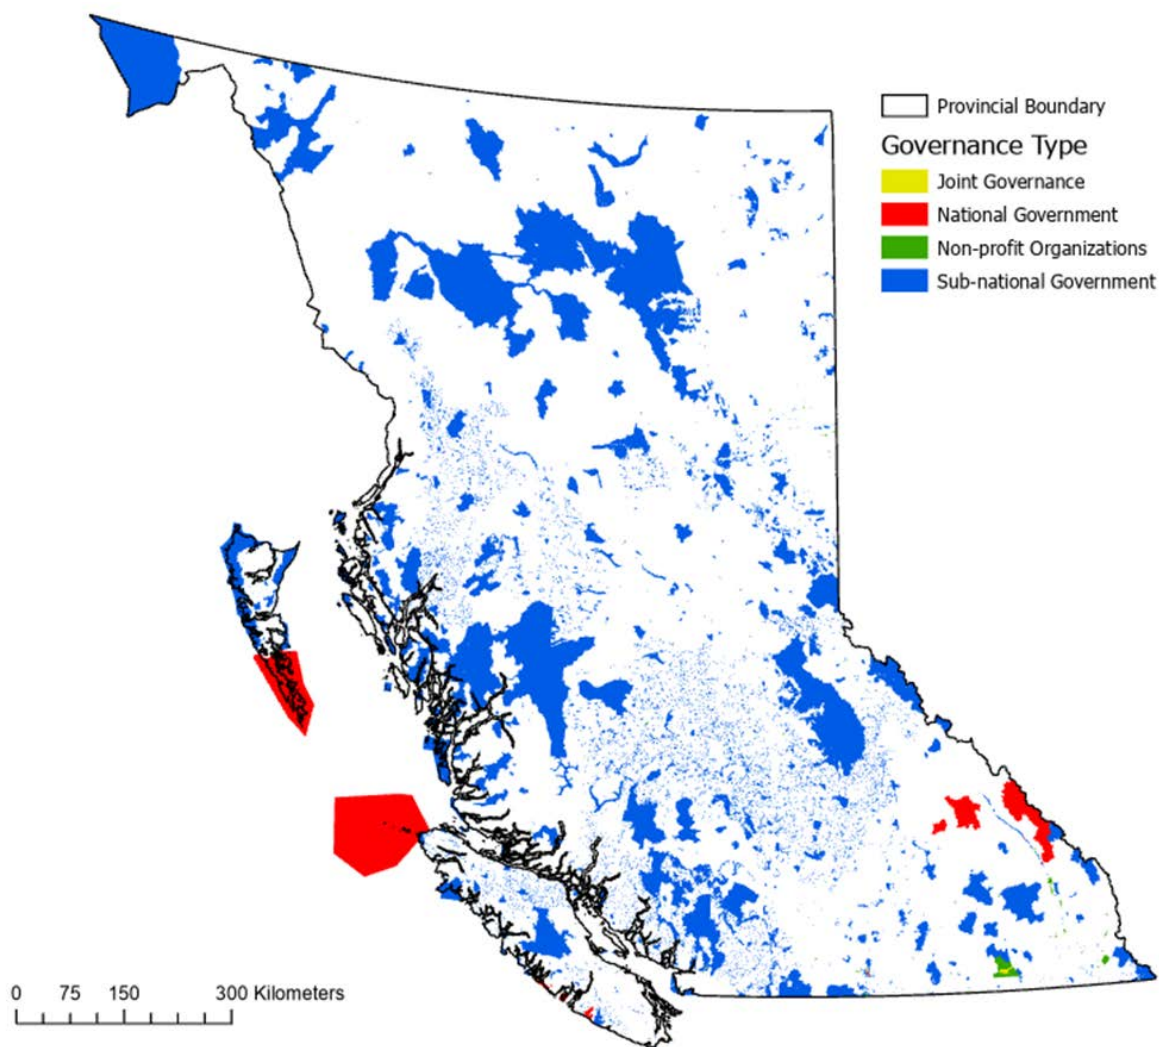 Provincial Boundary
Governance Type
Joint Governance
National Government
Non-profit Organizations
Sub-national Government
0 75 150 300 Kilometers